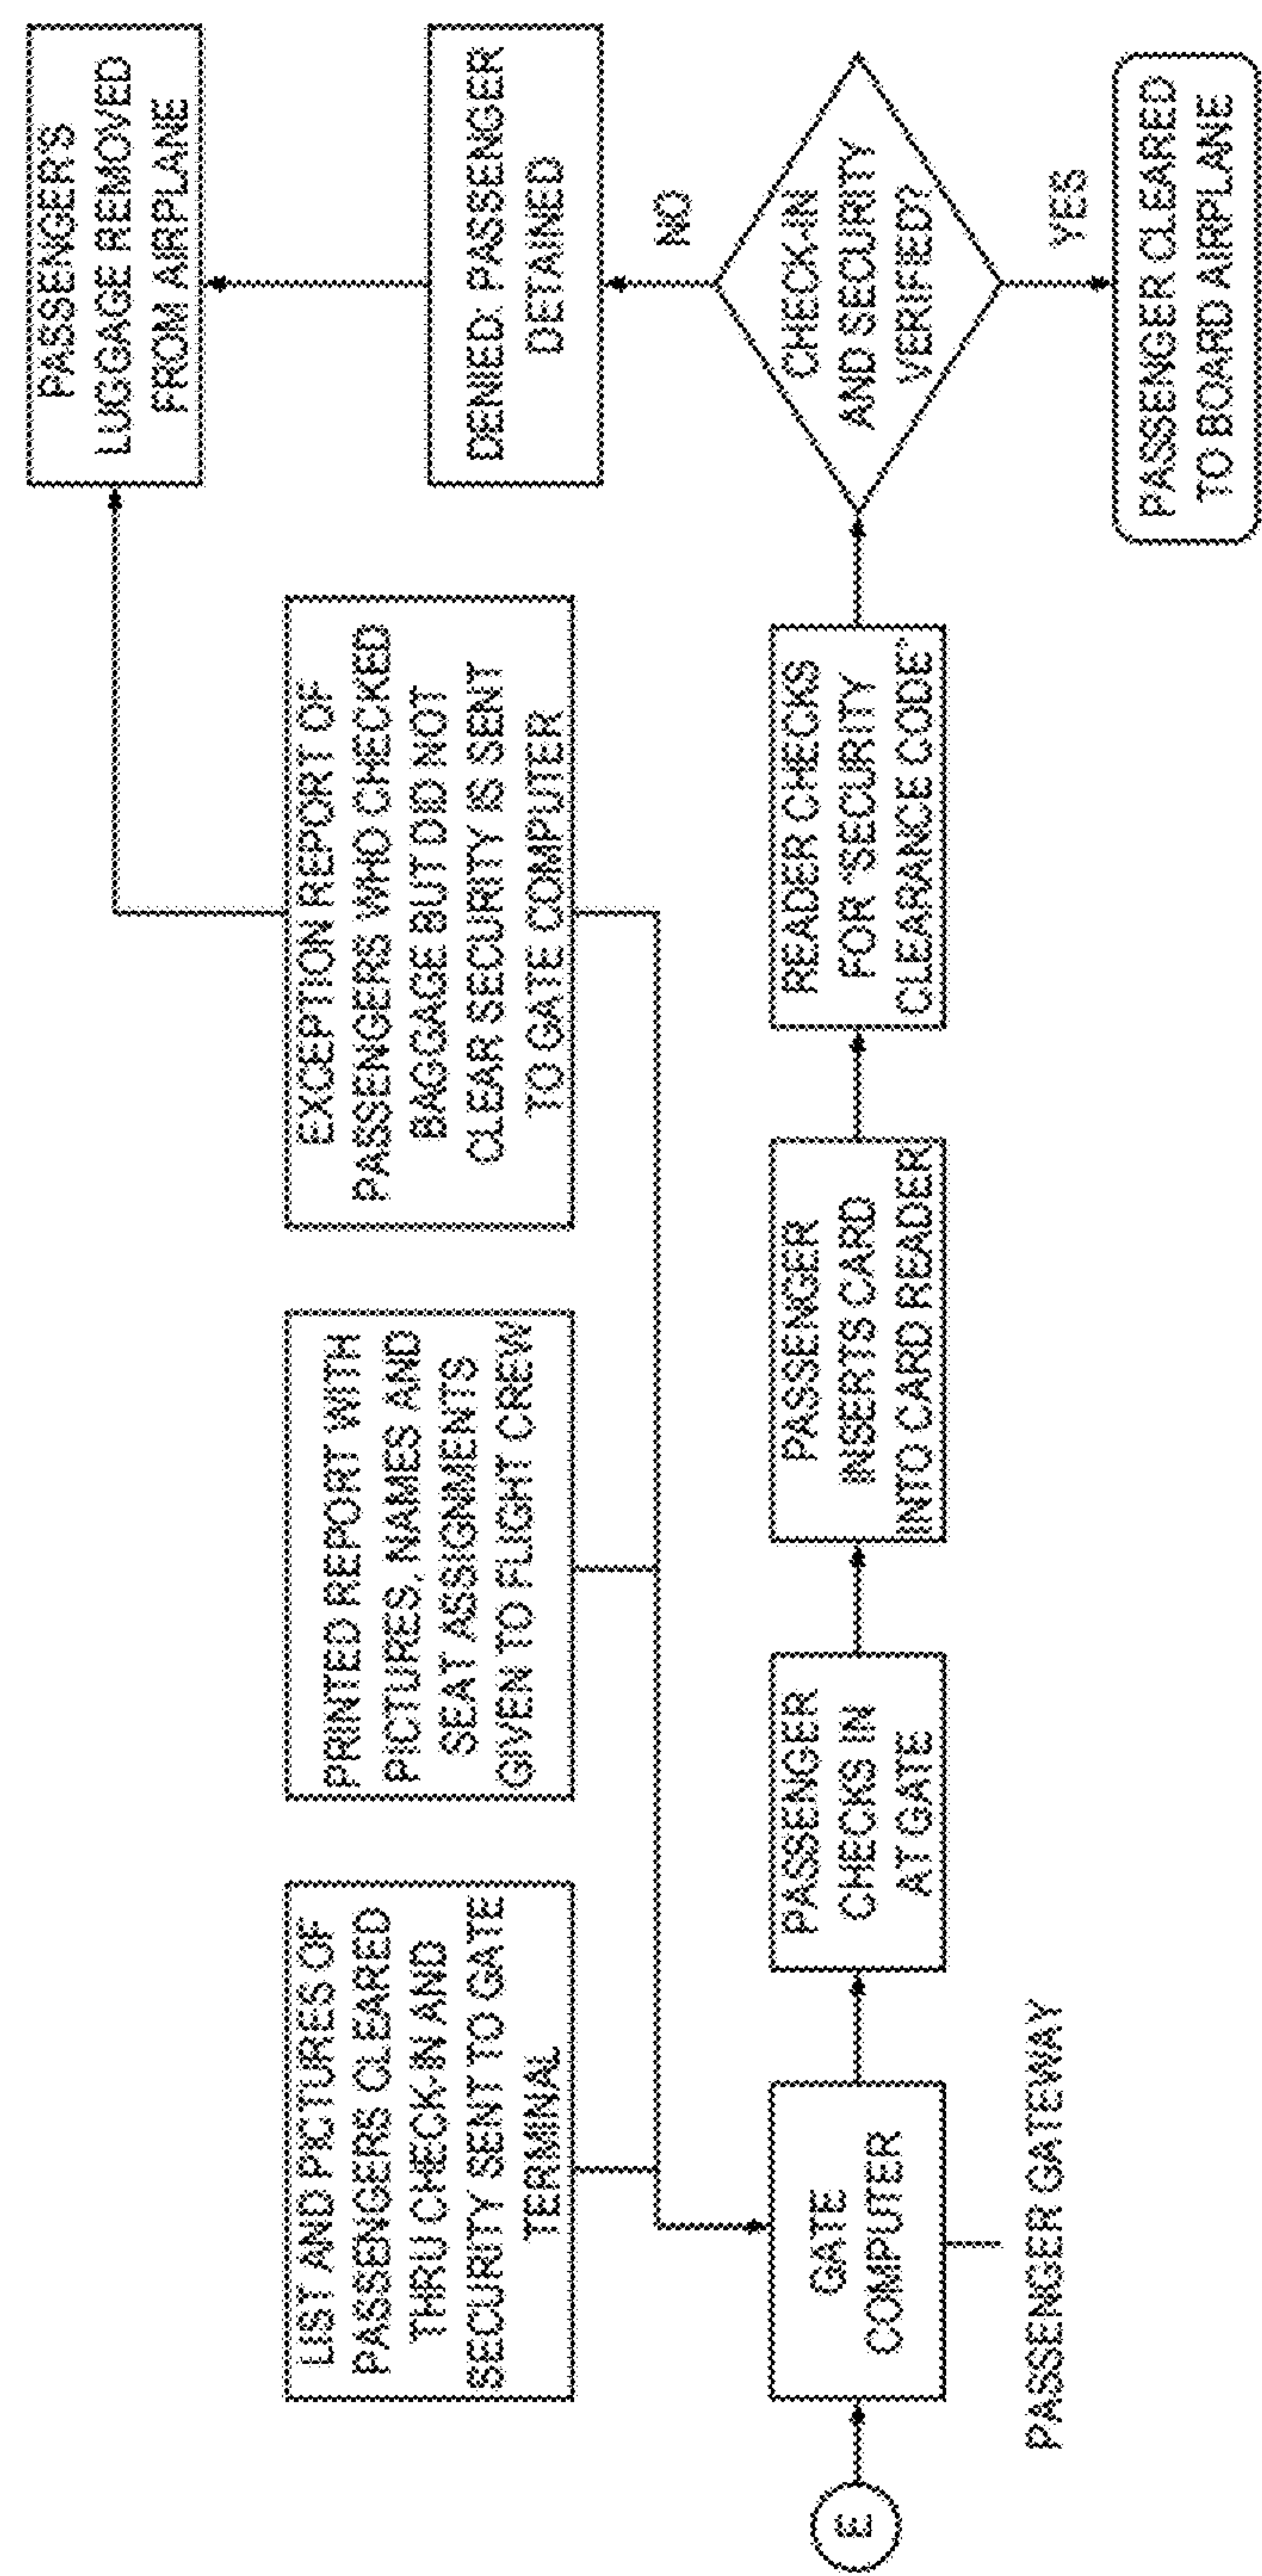 PASSENGER'S
LUGGAGE REMOVED
FROM AIRPLANE
LIST AND PICTURES OF
PASSENGERS CLEARED
THRU CHECK-IN AND
SECURITY SENT TO GATE
TERMINAL
PRINTED REPORT WITH
PICTURES, NAMES AND
SEAT ASSIGNMENTS
GIVEN TO FLIGHT CREW
EXCEPTION REPORT OF
PASSENGERS WHO CHECKED
BAGGAGE BUT DID NOT
CLEAR SECURITY IS SENT
TO GATE COMPUTER
DENIED: PASSENGER
DETAINED
NO
E
GATE
COMPUTER
PASSENGER
CHECKS IN
AT GATE
PASSENGER
INSERTS CARD
INTO CARD READER
READER CHECKS
FOR "SECURITY
CLEARANCE CODE"
CHECK-IN
AND SECURITY
VERIFIED?
YES
PASSENGER GATEWAY
PASSENGER CLEARED
TO BOARD AIRPLANE